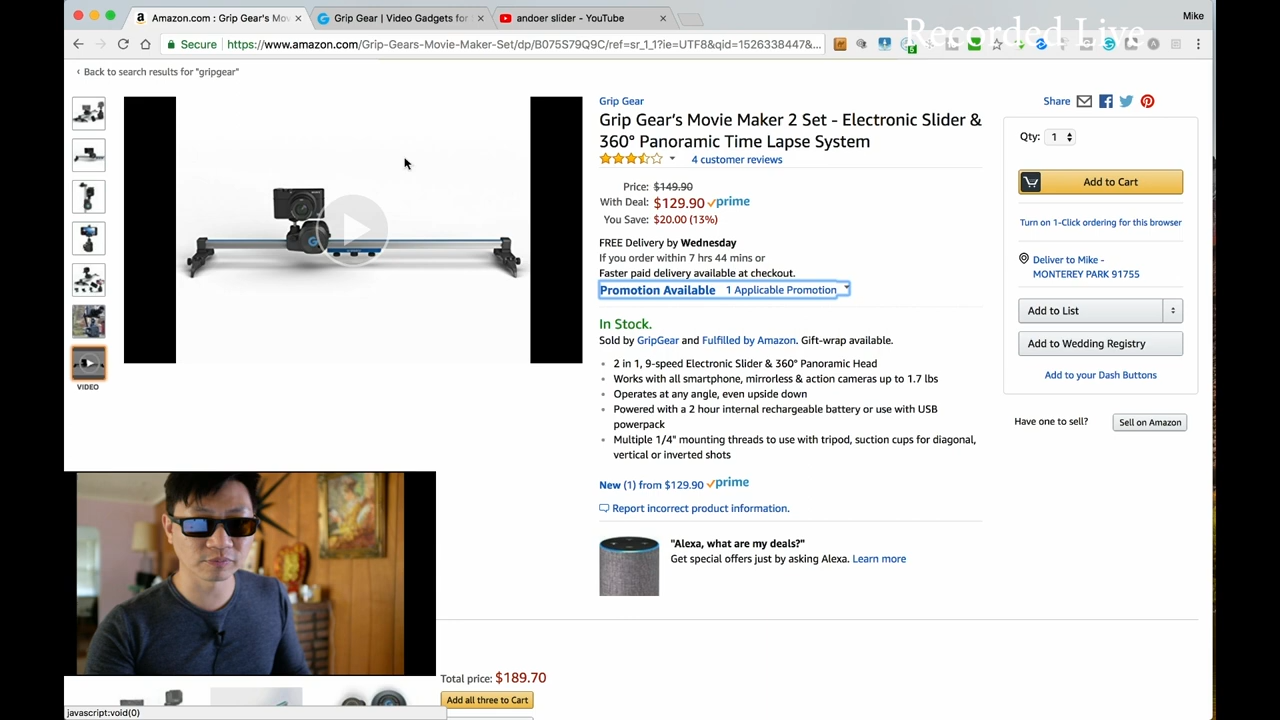 Amazon.com : Grip Gear's Mov
Grip Gear | Video Gadgets for
andoer slider - YouTube
Mike
Secure
https://www.amazon.com/Grip-Gears-Movie-Maker-Set/dp/B075S79Q9C/ref=sr_1_1?ie=UTF8&qid=1526338447&...
Recorded Live
‹ Back to search results for "gripgear"
Grip Gear
Grip Gear's Movie Maker 2 Set - Electronic Slider &
360° Panoramic Time Lapse System
4 customer reviews
Price: $149.90
With Deal: $129.90 prime
You Save: $20.00 (13%)
FREE Delivery by Wednesday
If you order within 7 hrs 44 mins or
Faster paid delivery available at checkout.
Promotion Available 1 Applicable Promotion
In Stock.
Sold by GripGear and Fulfilled by Amazon. Gift-wrap available.
2 in 1, 9-speed Electronic Slider & 360° Panoramic Head
Works with all smartphone, mirrorless & action cameras up to 1.7 lbs
Operates at any angle, even upside down
Powered with a 2 hour internal rechargeable battery or use with USB
powerpack
Multiple 1/4" mounting threads to use with tripod, suction cups for diagonal,
vertical or inverted shots
New (1) from $129.90 prime
Report incorrect product information.
"Alexa, what are my deals?"
Get special offers just by asking Alexa. Learn more
Share
Qty: 1
Add to Cart
Turn on 1-Click ordering for this browser
Deliver to Mike -
MONTEREY PARK 91755
Add to List
Add to Wedding Registry
Add to your Dash Buttons
Have one to sell?
Sell on Amazon
VIDEO
Total price: $189.70
Add all three to Cart
javascript:void(0)